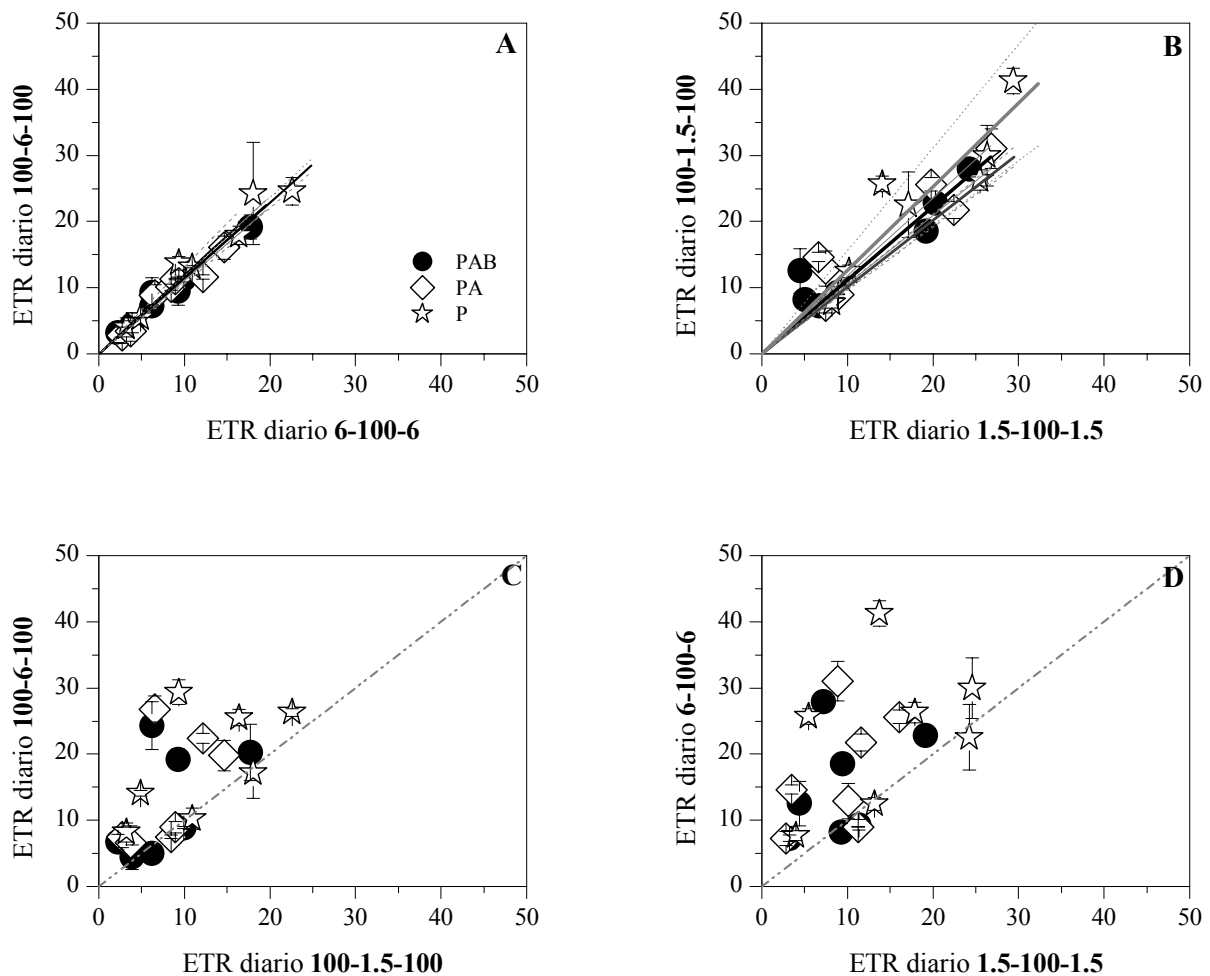 A
50
40
30
20
10
0
ETR diario 100-6-100
PAB
PA
P
0 10 20 30 40 50
ETR diario 6-100-6
B
50
40
30
20
10
0
ETR diario 100-1.5-100
0 10 20 30 40 50
ETR diario 1.5-100-1.5
C
50
40
30
20
10
0
ETR diario 100-6-100
0 10 20 30 40 50
ETR diario 100-1.5-100
D
50
40
30
20
10
0
ETR diario 6-100-6
0 10 20 30 40 50
ETR diario 1.5-100-1.5